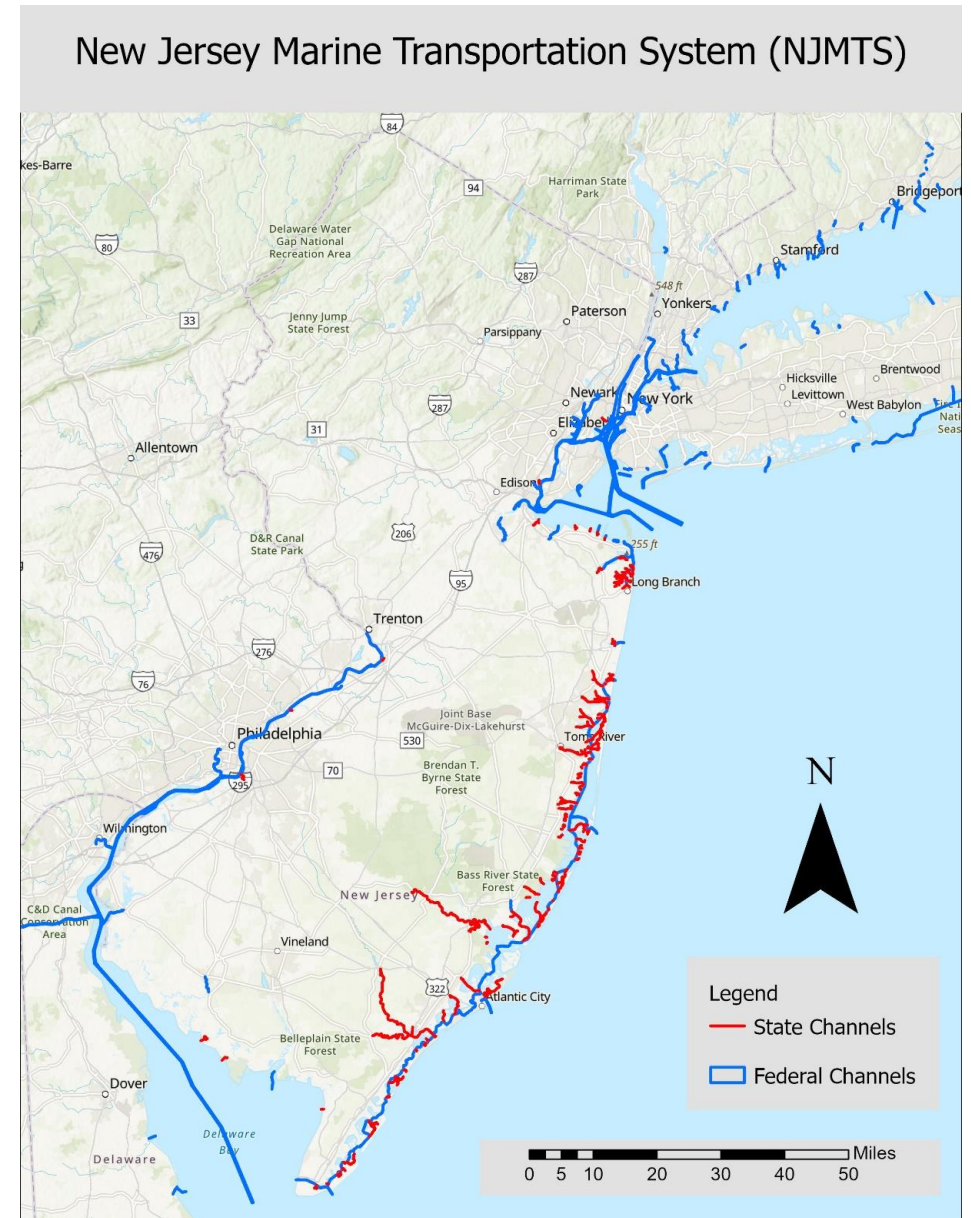 New Jersey Marine Transportation System (NJMTS)
84
kes-Barre
94
Harriman State
Park
Bridgeport
Delaware Water
Gap National
Recreation Area
80
Stamford
287
548 ft
Yonkers
Paterson
Jenny Jump
State Forest
33
Parsippany
Brentwood
Hicksville
Levittown
Newark
New York
West Babylon
287
Nati
Seas
31
Allentown
Edison
206
D&R Canal
State Park
255 ft
476
95
Long Branch
Trenton
276
76
Joint Base
McGuire-Dix-Lakehurst
Philadelphia
530
Toms River
N
70
Brendan T.
Byrne State
Forest
295
Wilmington
Bass River State
Forest
New Jersey
C&D Canal
Conservation
Area
Vineland
322
Atlantic City
Legend
State Channels
Belleplain State
Forest
Federal Channels
Dover
Delaware
Bay
Delaware
Miles
0 5 10 20 30 40 50